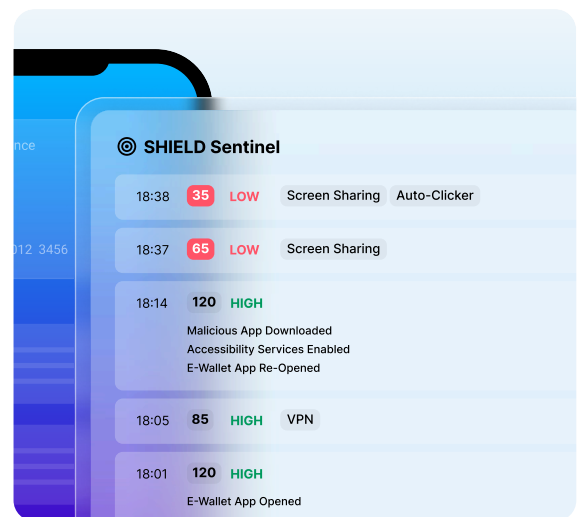 SHIELD Sentinel
nce
18:38 35 LOW Screen Sharing Auto-Clicker
18:37 65 LOW Screen Sharing
012 3456
18:14 120 HIGH
Malicious App Downloaded
Accessibility Services Enabled
E-Wallet App Re-Opened
18:05 85 HIGH VPN
18:01 120 HIGH
E-Wallet App Opened